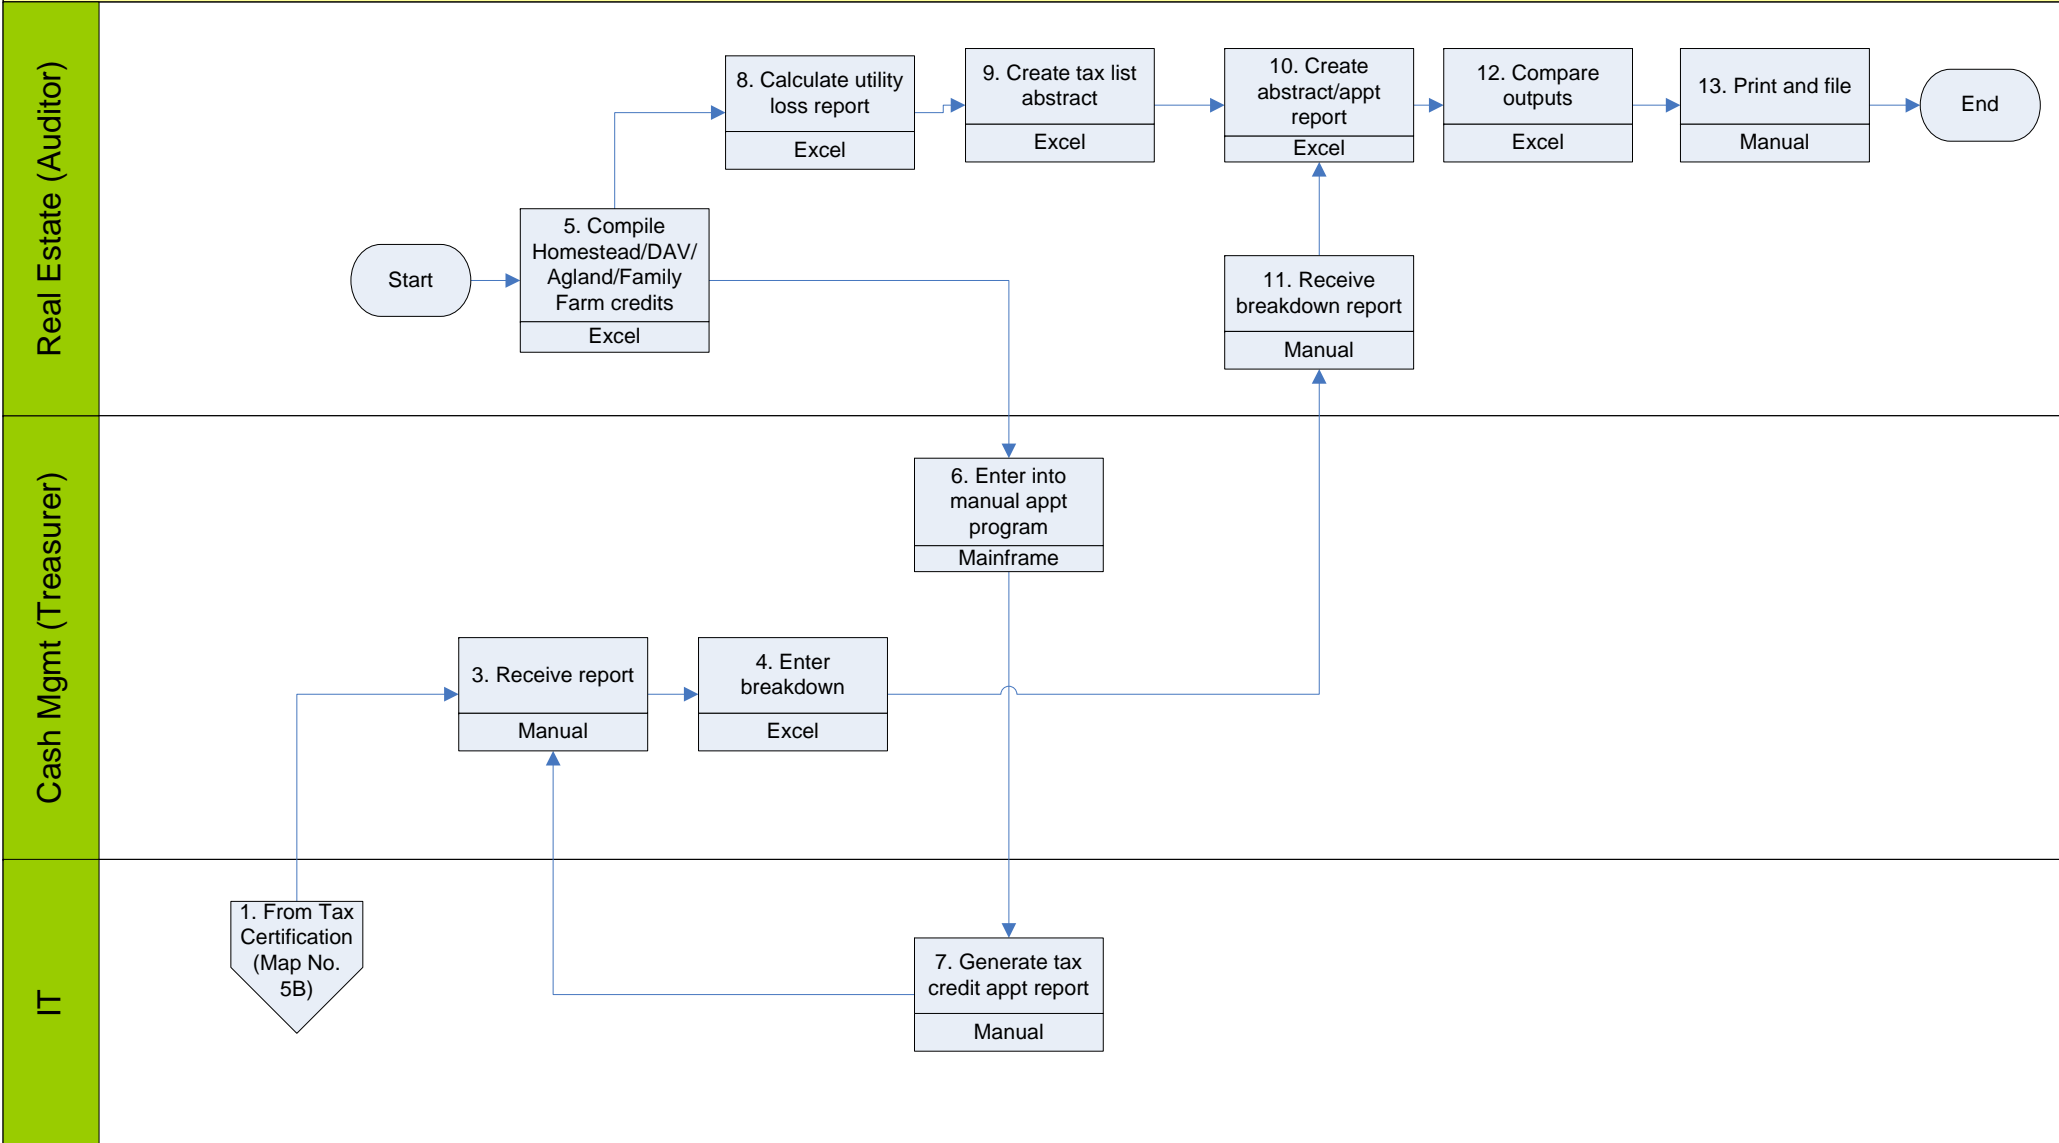 Real Estate (Auditor)
8. Calculate utility
loss report
Excel
9. Create tax list
abstract
Excel
10. Create
abstract/appt
report
Excel
12. Compare
outputs
Excel
13. Print and file
Manual
End
Start
5. Compile
Homestead/DAV/
Agland/Family
Farm credits
Excel
11. Receive
breakdown report
Manual
Cash Mgmt (Treasurer)
6. Enter into
manual appt
program
Mainframe
3. Receive report
Manual
4. Enter
breakdown
Excel
IT
1. From Tax
Certification
(Map No.
5B)
7. Generate tax
credit appt report
Manual